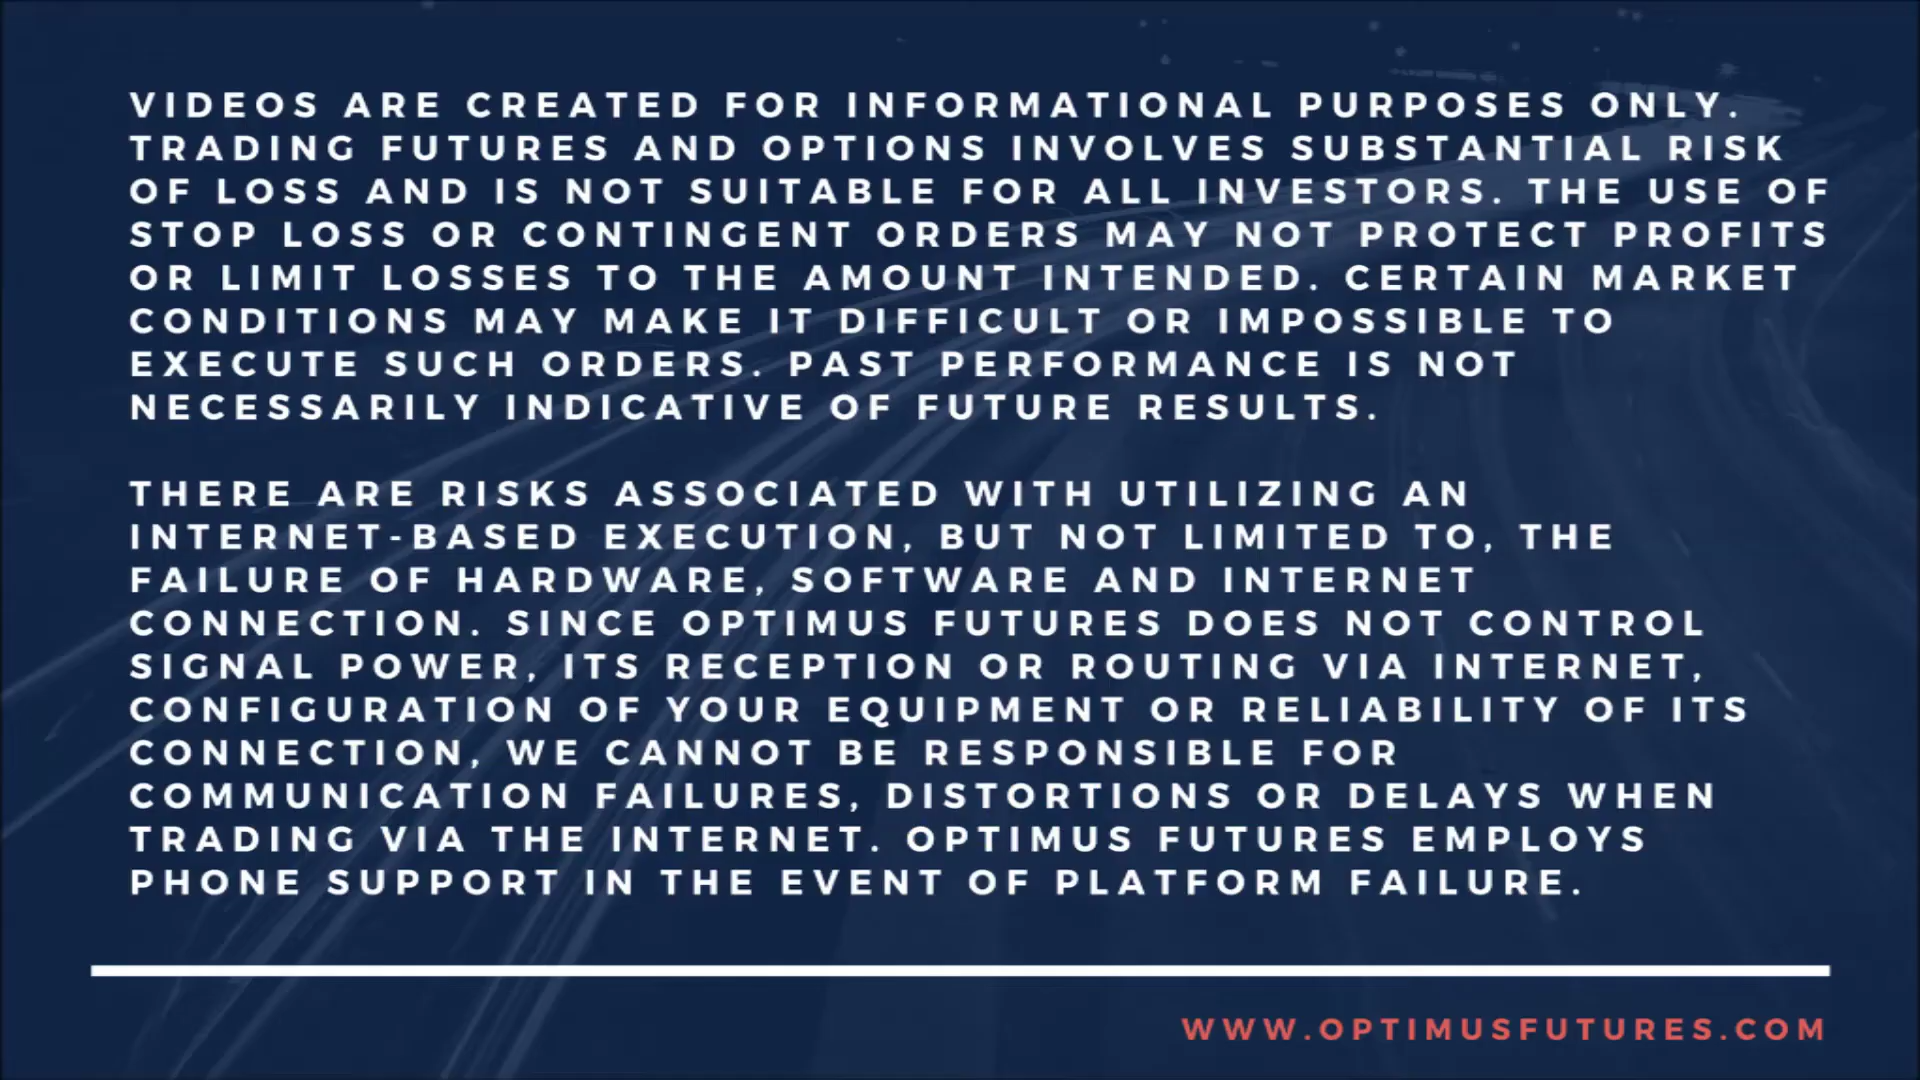 VIDEOS ARE CREATED FOR INFORMATIONAL PURPOSES ONLY.
TRADING FUTURES AND OPTIONS INVOLVES SUBSTANTIAL RISK
OF LOSS AND IS NOT SUITABLE FOR ALL INVESTORS. THE USE OF
STOP LOSS OR CONTINGENT ORDERS MAY NOT PROTECT PROFITS
OR LIMIT LOSSES TO THE AMOUNT INTENDED. CERTAIN MARKET
CONDITIONS MAY MAKE IT DIFFICULT OR IMPOSSIBLE TO
EXECUTE SUCH ORDERS. PAST PERFORMANCE IS NOT
NECESSARILY INDICATIVE OF FUTURE RESULTS.
THERE ARE RISKS ASSOCIATED WITH UTILIZING AN
INTERNET-BASED EXECUTION, BUT NOT LIMITED TO, THE
FAILURE OF HARDWARE, SOFTWARE AND INTERNET
CONNECTION. SINCE OPTIMUS FUTURES DOES NOT CONTROL
SIGNAL POWER, ITS RECEPTION OR ROUTING VIA INTERNET,
CONFIGURATION OF YOUR EQUIPMENT OR RELIABILITY OF ITS
CONNECTION, WE CANNOT BE RESPONSIBLE FOR
COMMUNICATION FAILURES, DISTORTIONS OR DELAYS WHEN
TRADING VIA THE INTERNET. OPTIMUS FUTURES EMPLOYS
PHONE SUPPORT IN THE EVENT OF PLATFORM FAILURE.
WWW.OPTIMUSFUTURES.COM